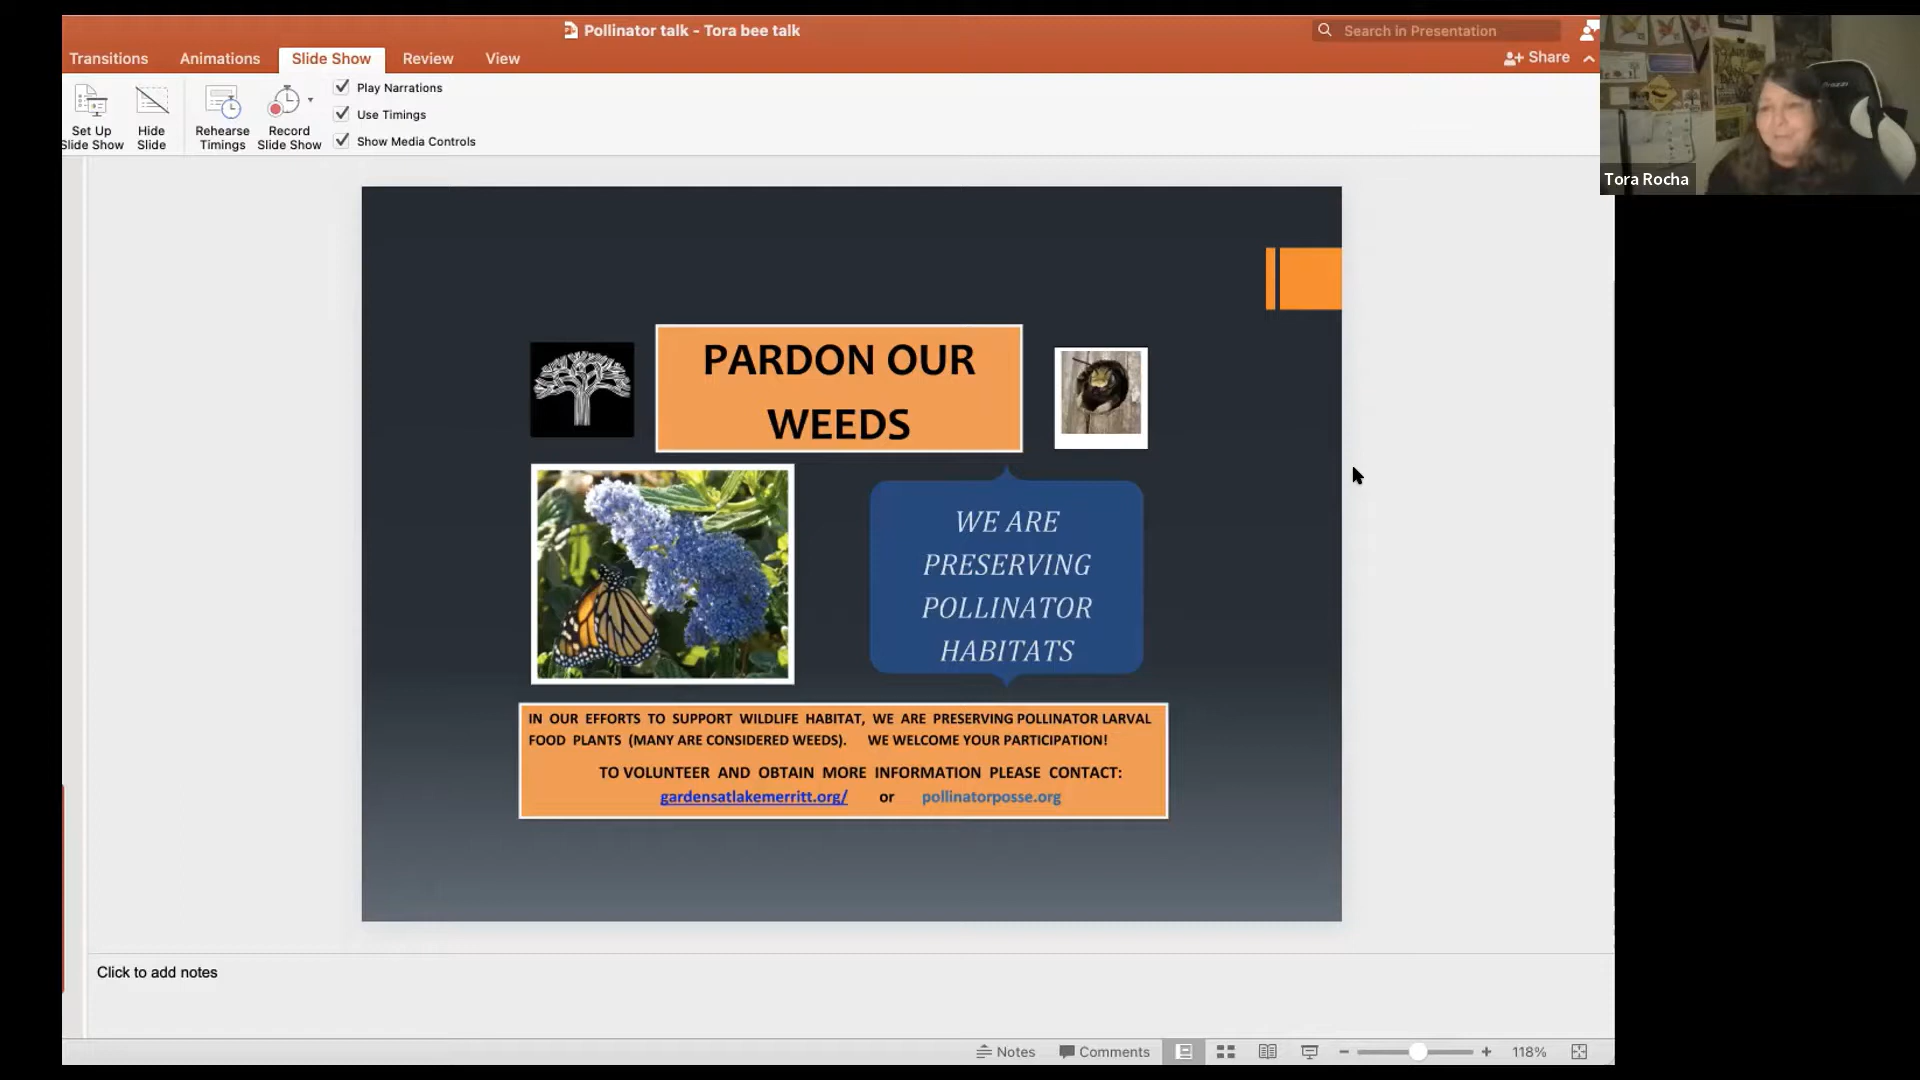 Pollinator talk - Tora bee talk
Search in Presentation
Transitions
Animations
Slide Show
Review
View
Share
Set Up
Slide Show
Hide
Slide
Rehearse
Timings
Record
Slide Show
Play Narrations
Use Timings
Show Media Controls
Tora Rocha
PARDON OUR
WEEDS
WE ARE
PRESERVING
POLLINATOR
HABITATS
IN OUR EFFORTS TO SUPPORT WILDLIFE HABITAT, WE ARE PRESERVING POLLINATOR LARVAL
FOOD PLANTS (MANY ARE CONSIDERED WEEDS). WE WELCOME YOUR PARTICIPATION!
TO VOLUNTEER AND OBTAIN MORE INFORMATION PLEASE CONTACT:
gardensatlakemerritt.org/ or pollinatorposse.org
Click to add notes
Notes
Comments
118%